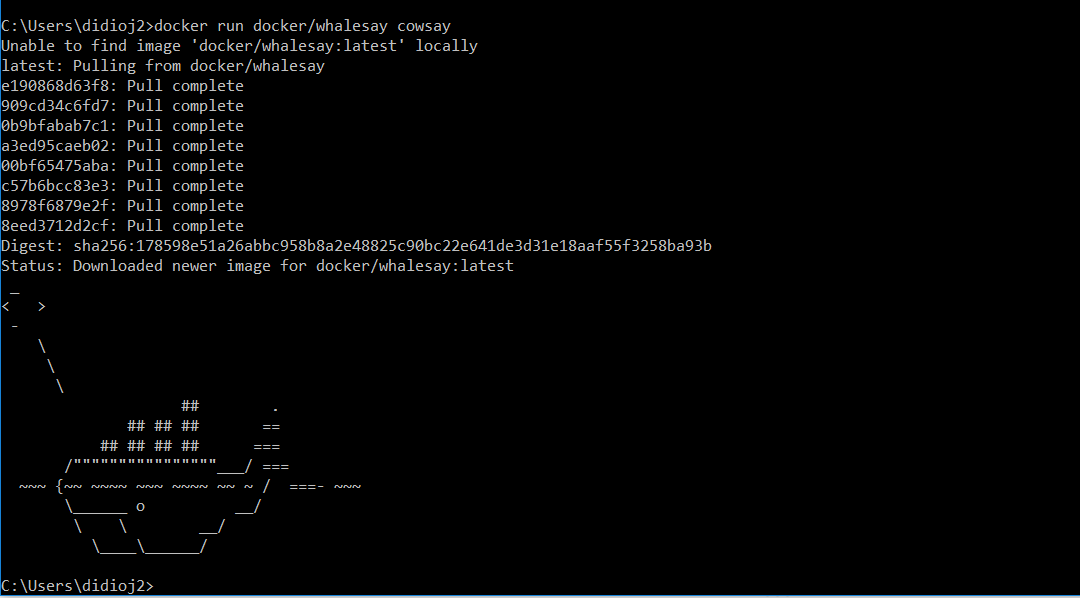 C:\Users\didioj2>docker run docker/whalesay cowsay
Unable to find image 'docker/whalesay:latest' locally
latest: Pulling from docker/whalesay
e190868d63f8: Pull complete
909cd34c6fd7: Pull complete
0b9bfabab7c1: Pull complete
a3ed95caeb02: Pull complete
00bf65475aba: Pull complete
c57b6bcc83e3: Pull complete
8978f6879e2f: Pull complete
8eed3712d2cf: Pull complete
Digest: sha256:178598e51a26abbc958b8a2e48825c90bc22e641de3d31e18aaf55f3258ba93b
Status: Downloaded newer image for docker/whalesay:latest
 _
<   >
 -
    \
     \
      \
                    ##        .
              ## ## ##       ==
           ## ## ## ##      ===
       /""""""""""""""""___/ ===
  ~~~ {~~ ~~~~ ~~~ ~~~~ ~~ ~ /  ===- ~~~
       \______ o          __/
        \    \        __/
          \____\______/
C:\Users\didioj2>